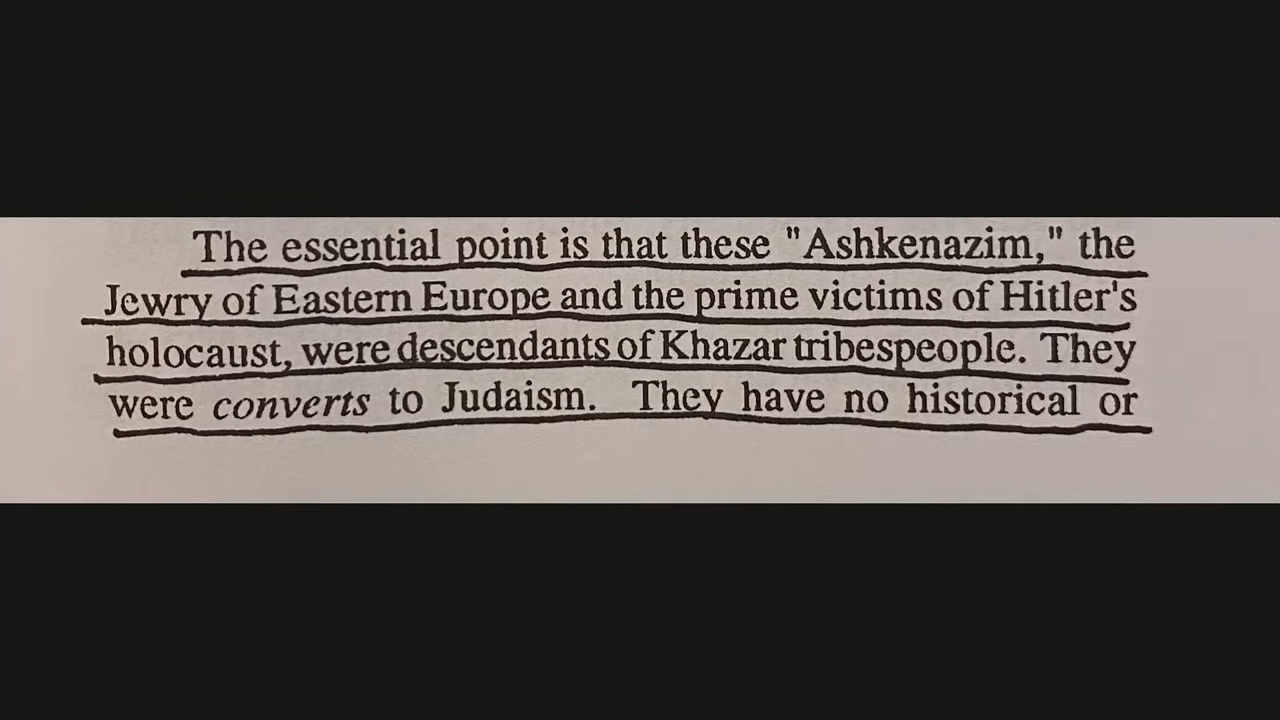 The essential point is that these "Ashkenazim," the
Jewry of Eastern Europe and the prime victims of Hitler's
holocaust, were descendants of Khazar tribespeople. They
were converts to Judaism. They have no historical or